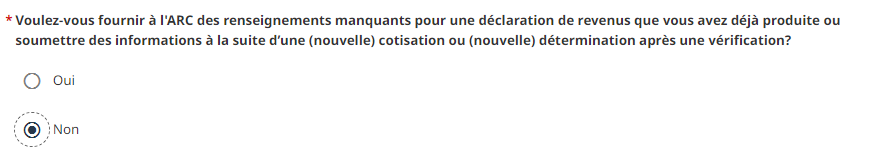 * Voulez-vous fournir à l'ARC des renseignements manquants pour une déclaration de revenus que vous avez déjà produite ou
soumettre des informations à la suite d’une (nouvelle) cotisation ou (nouvelle) détermination après une vérification?
Oui
Non